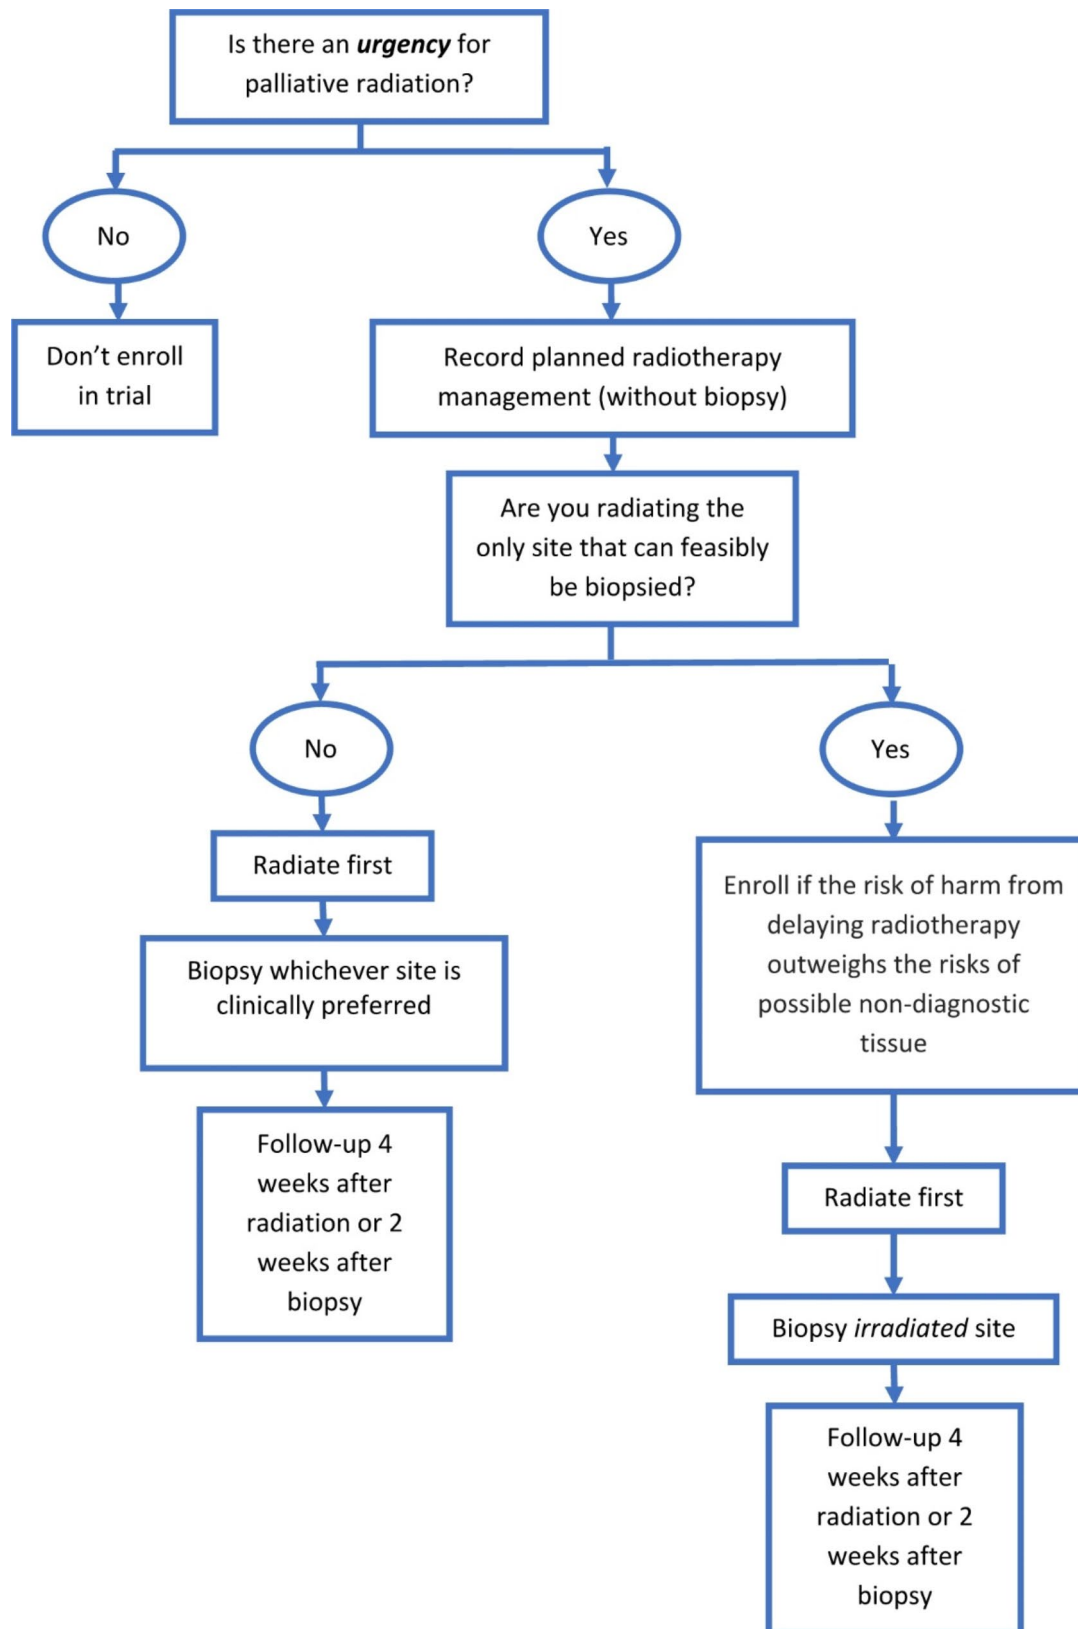 Is there an urgency for
palliative radiation?
No
Yes
Don’t enroll
in trial
Record planned radiotherapy
management (without biopsy)
Are you radiating the
only site that can feasibly
be biopsied?
No
Yes
Radiate first
Biopsy whichever site is
clinically preferred
Follow-up 4
weeks after
radiation or 2
weeks after
biopsy
Enroll if the risk of harm from
delaying radiotherapy
outweighs the risks of
possible non-diagnostic
tissue
Radiate first
Biopsy irradiated site
Follow-up 4
weeks after
radiation or 2
weeks after
biopsy